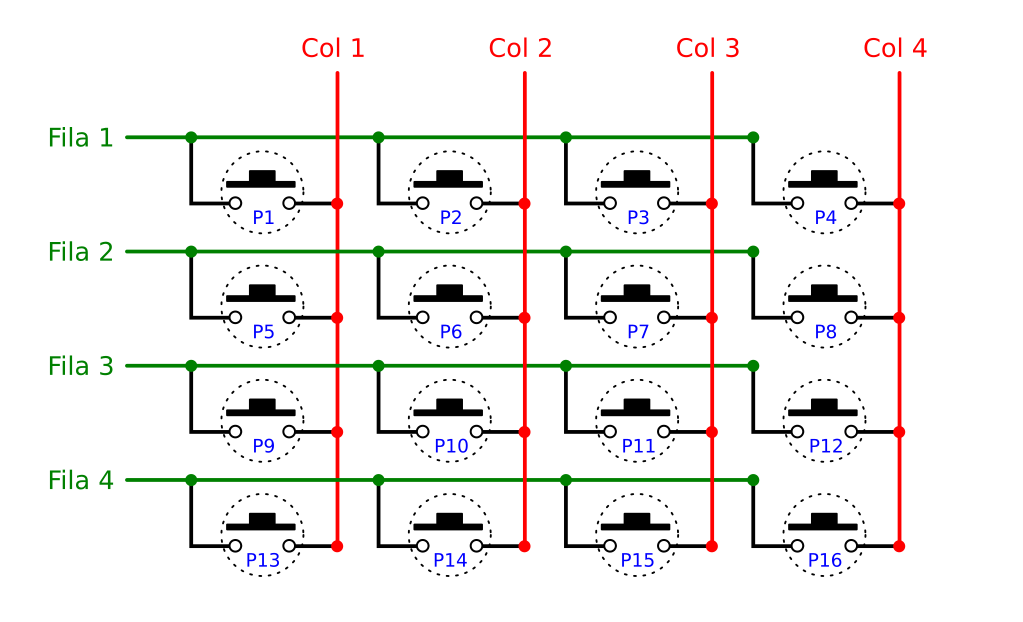 Col 1 Col 2 Col 3 Col 4
Fila 1
P1 P2 P3 P4
Fila 2
P5 P6 P7 P8
Fila 3
P9 P10 P11 P12
Fila 4
P13 P14 P15 P16